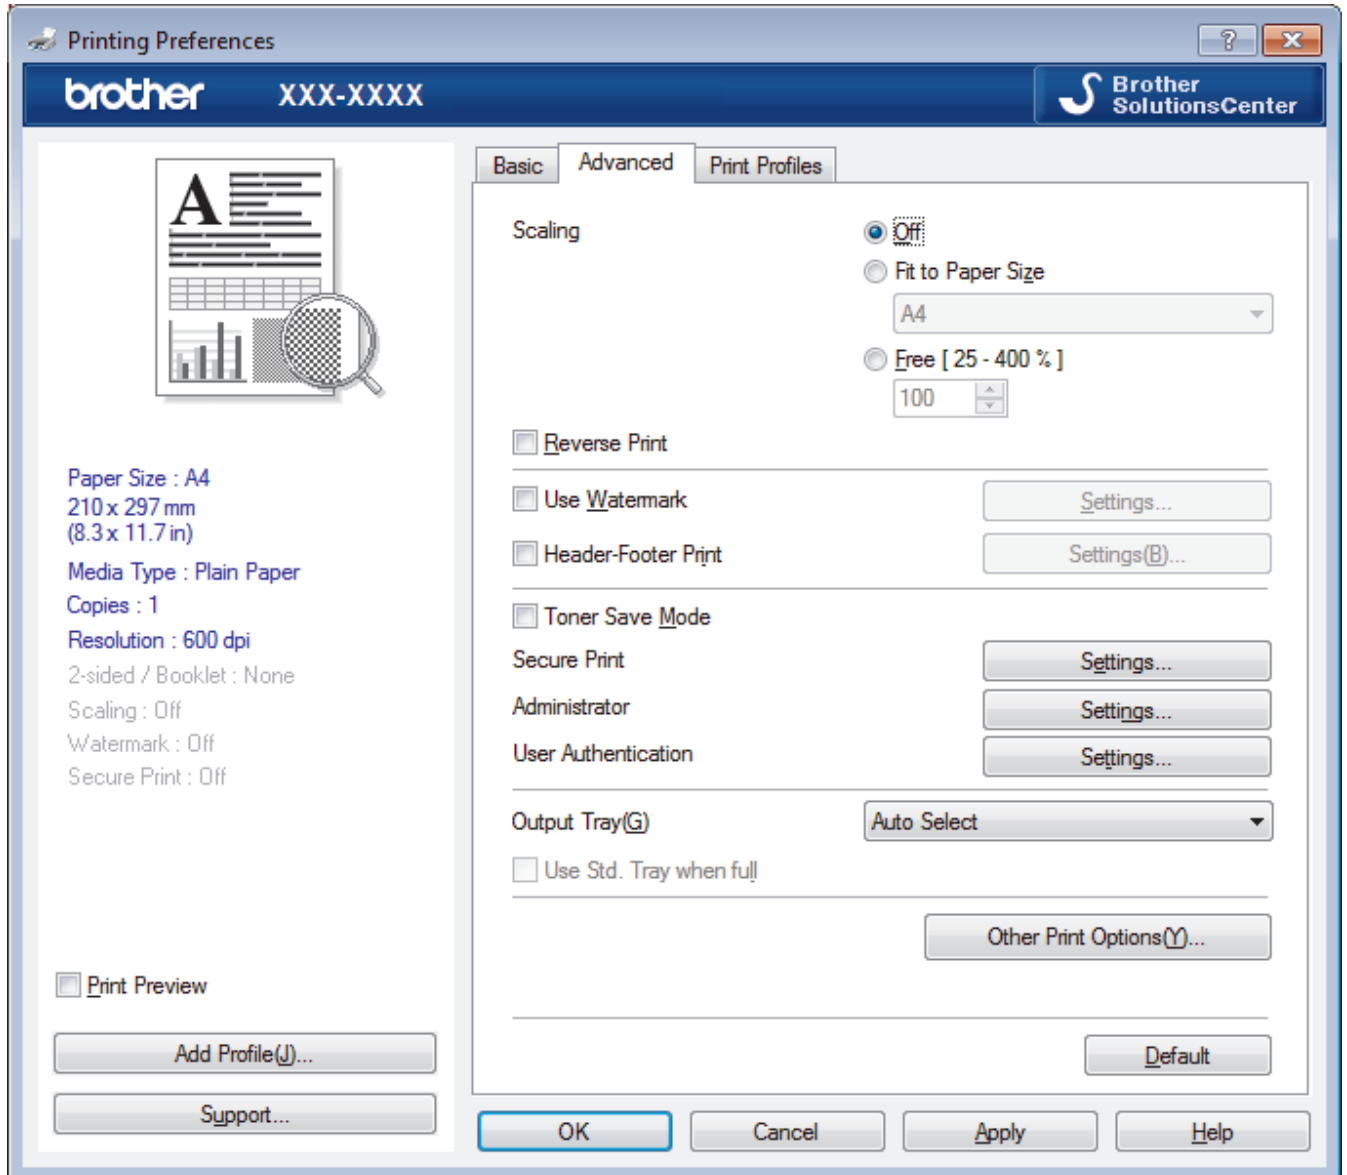 Printing Preferences
?
brother XXX-XXXX
Brother
SolutionsCenter
A
Paper Size : A4
210 x 297 mm
(8.3 x 11.7 in)
Media Type : Plain Paper
Copies : 1
Resolution : 600 dpi
2-sided / Booklet : None
Scaling : Off
Watermark : Off
Secure Print : Off
Print Preview
Add Profile(J)...
Support...
Basic Advanced Print Profiles
Scaling
Off
Fit to Paper Size
A4
Free [ 25 - 400 % ]
100
Reverse Print
Use Watermark Settings...
Header-Footer Print Settings(B)...
Toner Save Mode
Secure Print Settings...
Administrator Settings...
User Authentication Settings...
Output Tray(G) Auto Select
Use Std. Tray when full
Other Print Options(Y)...
Default
OK Cancel Apply Help